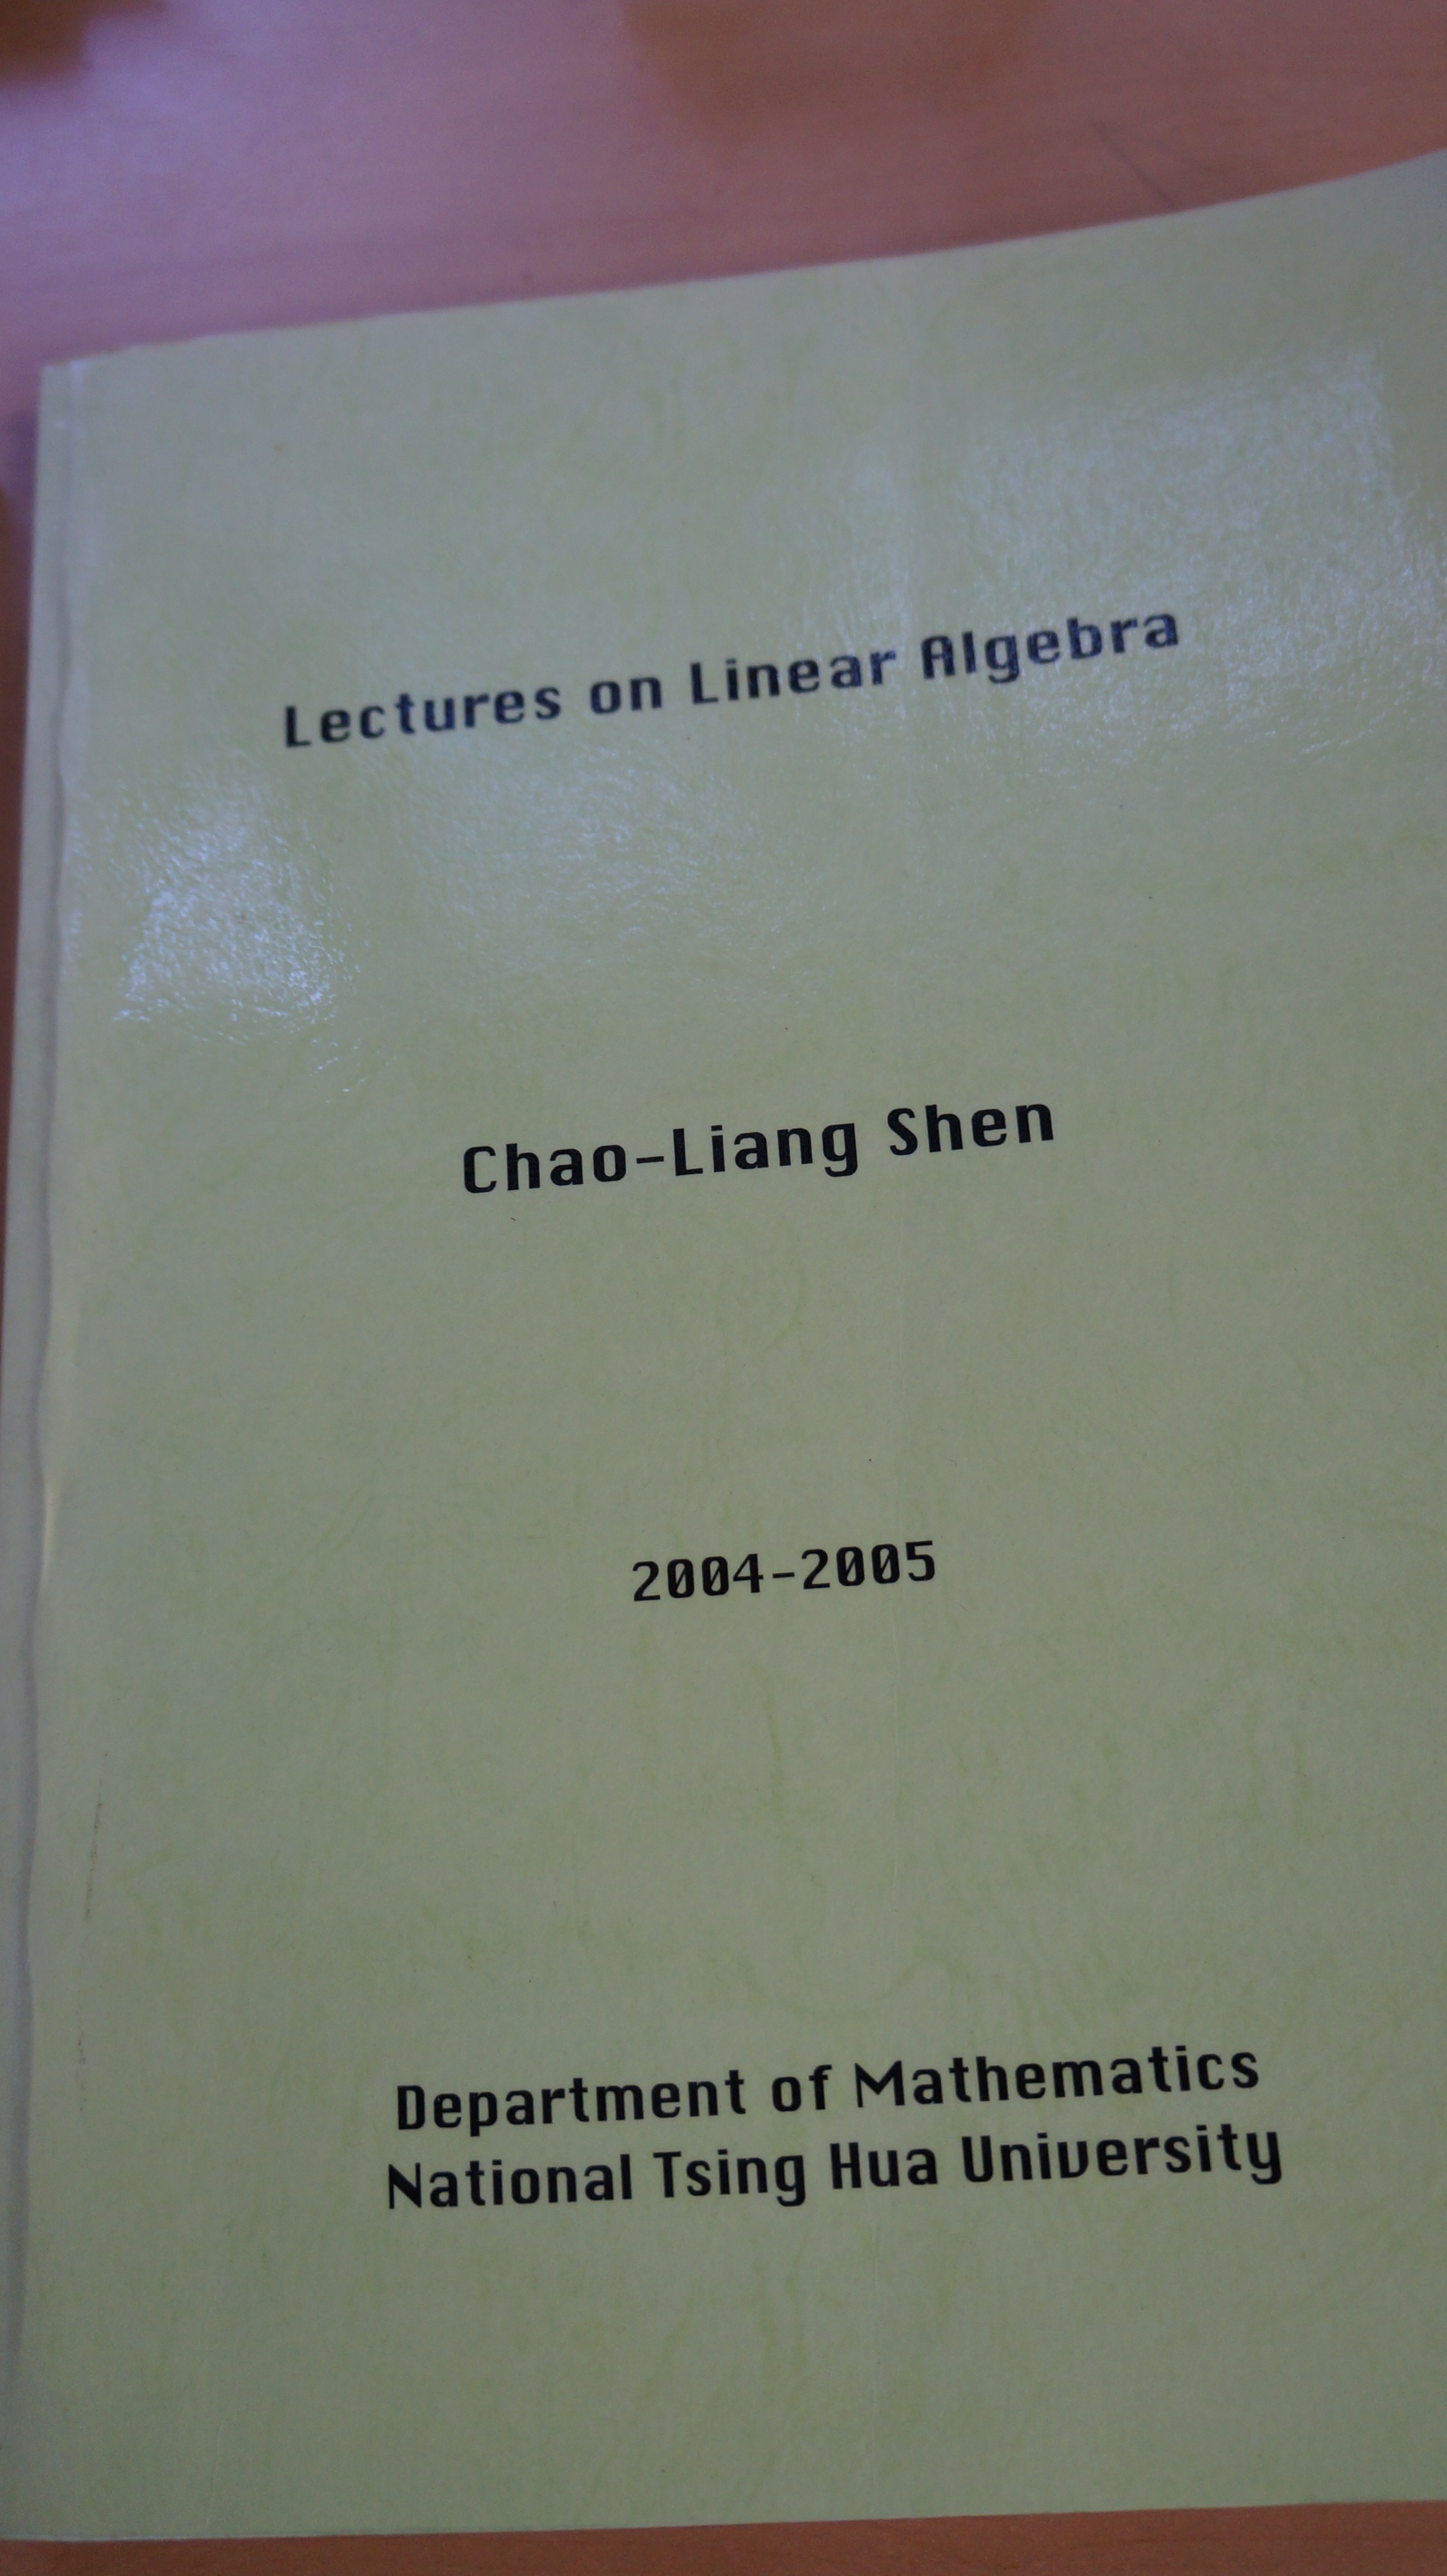 Lectures on Linear Algebra
Chao-Liang Shen
2004-2005
Department of Mathematics
National Tsing Hua University